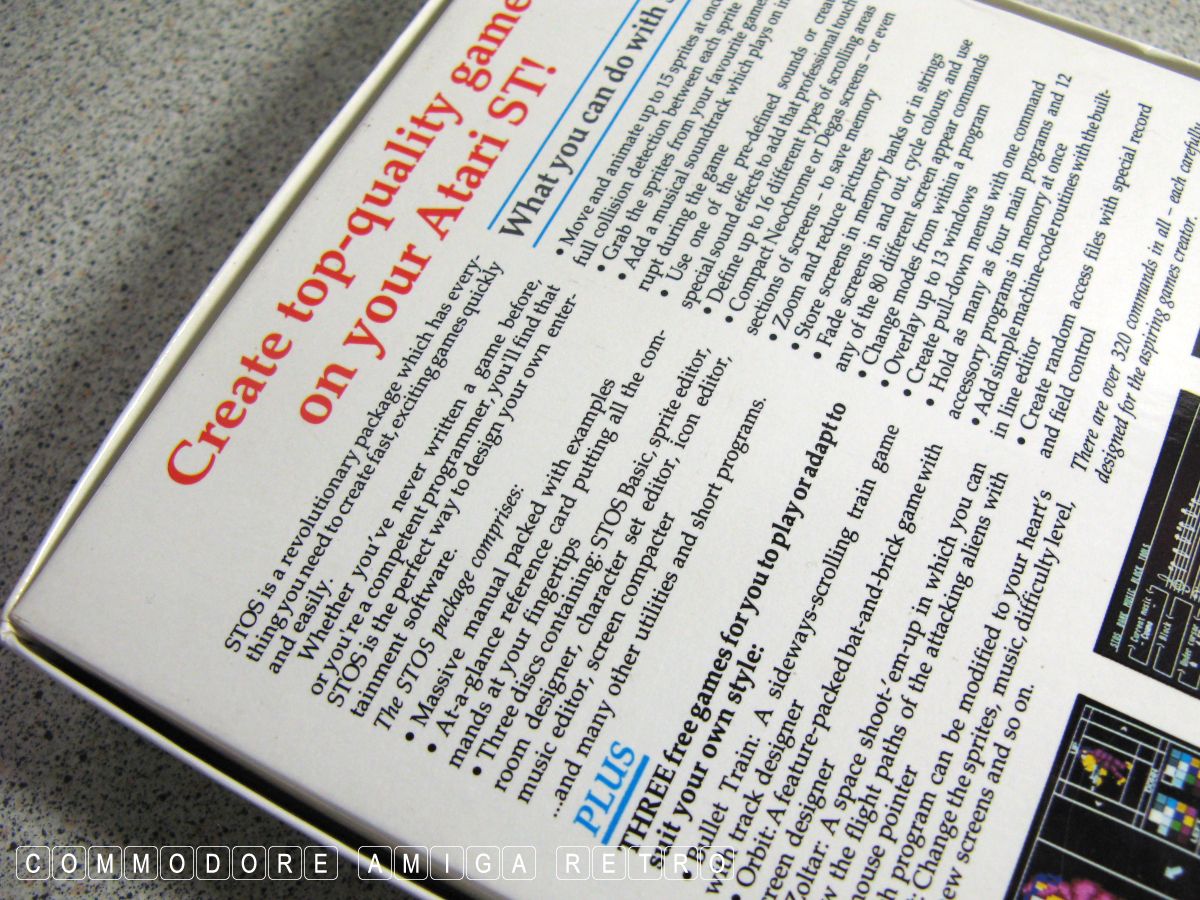 Create top-quality game
on your Atari ST!
STOS is a revolutionary package which has every-
thing you need to create fast, exciting games quickly
and easily.
Whether you've never written a game before,
or you're a competent programmer, you'll find that
STOS is the perfect way to design your own enter-
tainment software.
The STOS package comprises:
• Massive manual packed with examples
• At-a-glance reference card putting all the com-
mands at your fingertips
• Three discs containing: STOS Basic, sprite editor,
room designer, character set editor, icon editor,
music editor, screen compacter
...and many other utilities and short programs.
PLUS
THREE free games for you to play or adapt to
suit your own style:
• Bullet Train: A sideways-scrolling train game
with track designer
• Orbit: A feature-packed bat-and-brick game with
screen designer
Zoltar: A space shoot-'em-up in which you can
the flight paths of the attacking aliens with
mouse pointer
program can be modified to your heart's
: Change the sprites, music, difficulty level,
new screens and so on.
What you can do with
• Move and animate up to 15 sprites at once
full collision detection between each sprite
• Grab the sprites from your favourite games
• Add a musical soundtrack which plays on
rupt during the game
• Use one of the pre-defined sounds or
special sound effects to add that professional touch
• Define up to 16 different types of scrolling areas
• Compact Neochrome or Degas screens – or even
sections of screens – to save memory
• Zoom and reduce pictures
• Store screens in memory banks or in strings
• Fade screens in and out, cycle colours, and use
any of the 80 different screen appear commands
• Change modes from within a program
• Overlay up to 13 windows
• Create pull-down menus with one command
• Hold as many as four main programs and 12
accessory programs in memory at once
• Add simple machine-code routines with the built-
in line editor
• Create random access files with special record
and field control
There are over 320 commands in all – each carefully
designed for the aspiring games creator
STOS BANK MUSIC BANK TOOLS
Current music
COMMODORE AMIGA RETRO